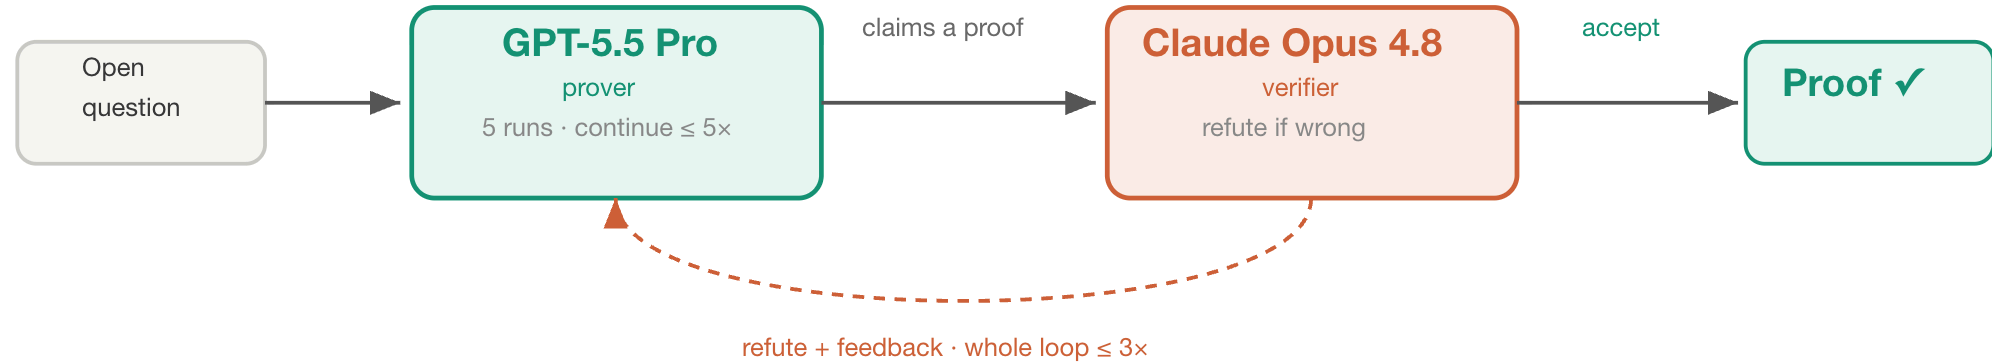 Open
question
GPT-5.5 Pro
prover
5 runs · continue ≤ 5×
claims a proof
Claude Opus 4.8
verifier
refute if wrong
accept
Proof ✓
refute + feedback · whole loop ≤ 3×